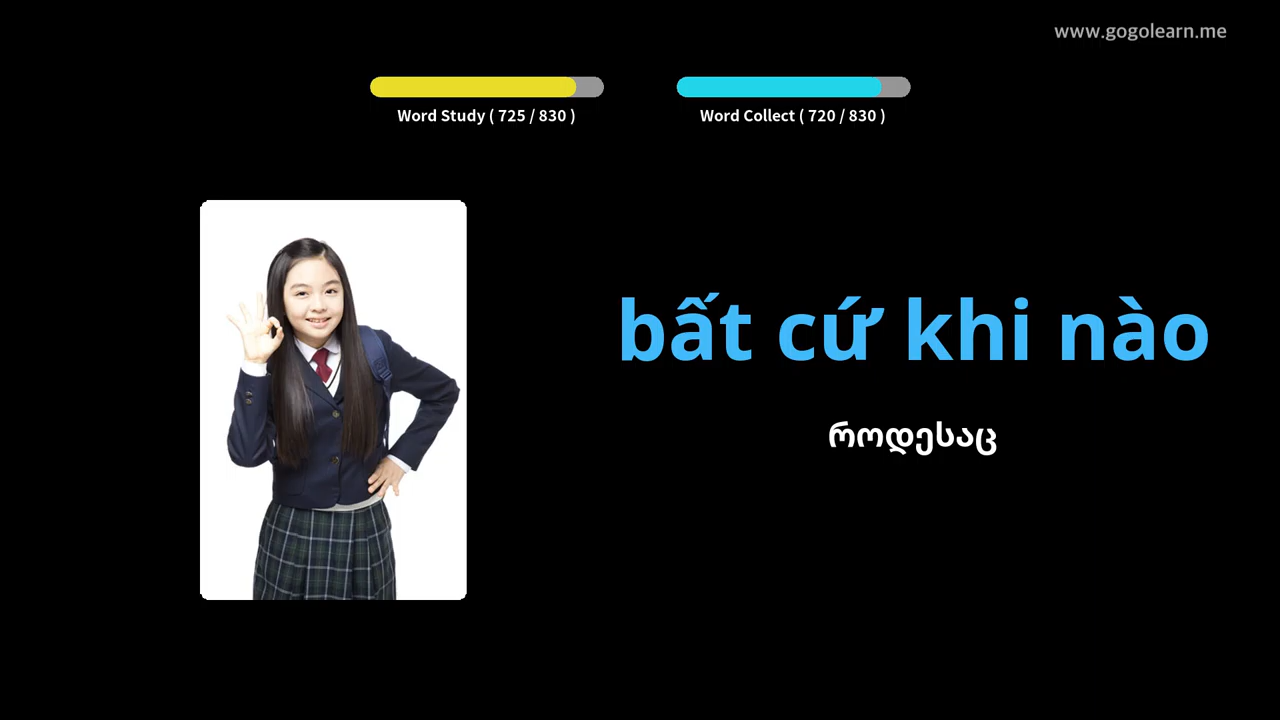 www.gogolearn.me
Word Study ( 725 / 830 )
Word Collect ( 720 / 830 )
bất cứ khi nào
როდესაც